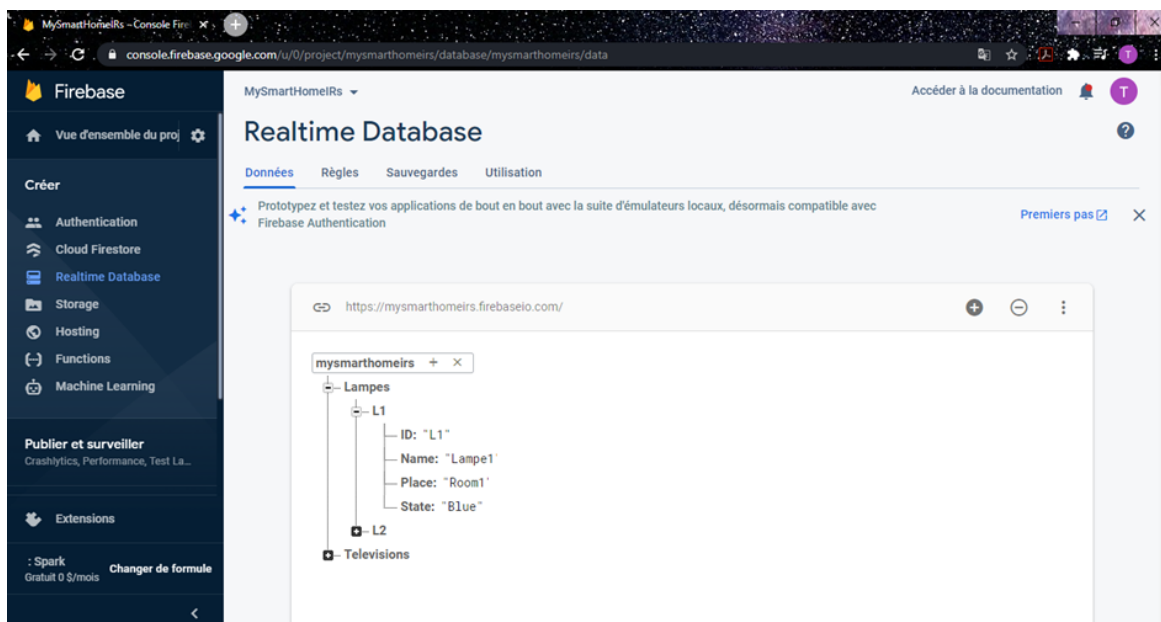 MySmartHomeIRs – Console Fire
console.firebase.google.com/u/0/project/mysmarthomeirs/database/mysmarthomeirs/data
T
Firebase
Vue d'ensemble du proj
Créer
Authentication
Cloud Firestore
Realtime Database
Storage
Hosting
Functions
Machine Learning
Publier et surveiller
Crashlytics, Performance, Test La...
Extensions
: Spark
Gratuit 0 $/mois
Changer de formule
MySmartHomeIRs
Accéder à la documentation
T
Realtime Database
Données Règles Sauvegardes Utilisation
Prototypez et testez vos applications de bout en bout avec la suite d'émulateurs locaux, désormais compatible avec
Firebase Authentication
Premiers pas
https://mysmarthomeirs.firebaseio.com/
mysmarthomeirs
Lampes
L1
ID: "L1"
Name: "Lampe1'
Place: "Room1'
State: "Blue"
L2
Televisions